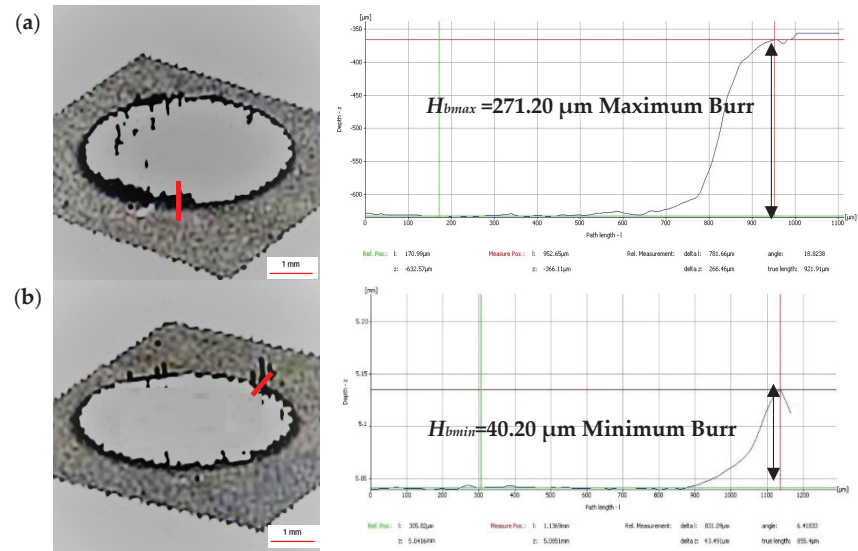 (a)
[µm]
-350
-400
-450
-500
-550
-600
Depth - z
Hbmax =271.20 µm Maximum Burr
0 100 200 300 400 500 600 700 800 900 1000 1100
[µm]
Path length - l
Ref. Pos.: l: 170.99µm Measure Pos.: l: 952.65µm Rel. Measurement: delta l: 781.66µm angle: 18.8238
z: -632.57µm z: -366.11µm delta z: 266.46µm true length: 921.91µm
1 mm
(b)
[mm]
5.20
5.15
5.1
5.05
Depth - z
Hbmin=40.20 µm Minimum Burr
0 100 200 300 400 500 600 700 800 900 1000 1100 1200
[µm]
Path length - l
Ref. Pos.: l: 305.82µm Measure Pos.: l: 1.1369mm Rel. Measurement: delta l: 831.09µm angle: 6.41803
z: 5.0416mm z: 5.0851mm delta z: 43.491µm true length: 855.4µm
1 mm